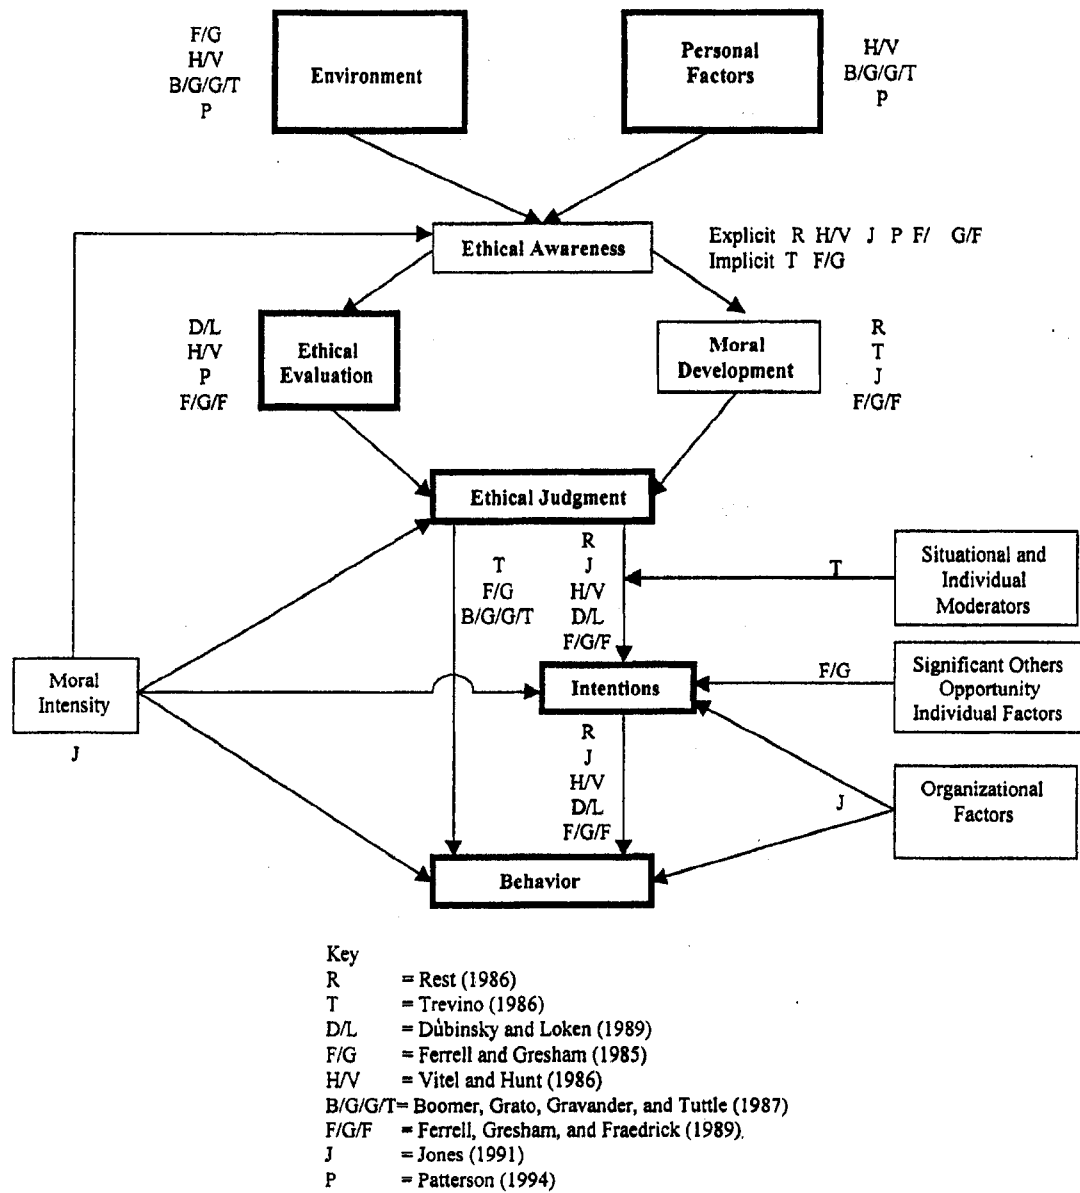 F/G
H/V
B/G/G/T
P
Environment
Personal
Factors
H/V
B/G/G/T
P
Ethical Awareness
Explicit R H/V J P F/ G/F
Implicit T F/G
D/L
H/V
P
F/G/F
Ethical
Evaluation
Moral
Development
R
T
J
F/G/F
Ethical Judgment
T
F/G
B/G/G/T
R
J
H/V
D/L
F/G/F
T
Situational and
Individual
Moderators
Moral
Intensity
J
Intentions
F/G
Significant Others
Opportunity
Individual Factors
R
J
H/V
D/L
F/G/F
J
Organizational
Factors
Behavior
Key
R = Rest (1986)
T = Trevino (1986)
D/L = Dubinsky and Loken (1989)
F/G = Ferrell and Gresham (1985)
H/V = Vitel and Hunt (1986)
B/G/G/T= Boomer, Grato, Gravander, and Tuttle (1987)
F/G/F = Ferrell, Gresham, and Fraedrick (1989)
J = Jones (1991)
P = Patterson (1994)